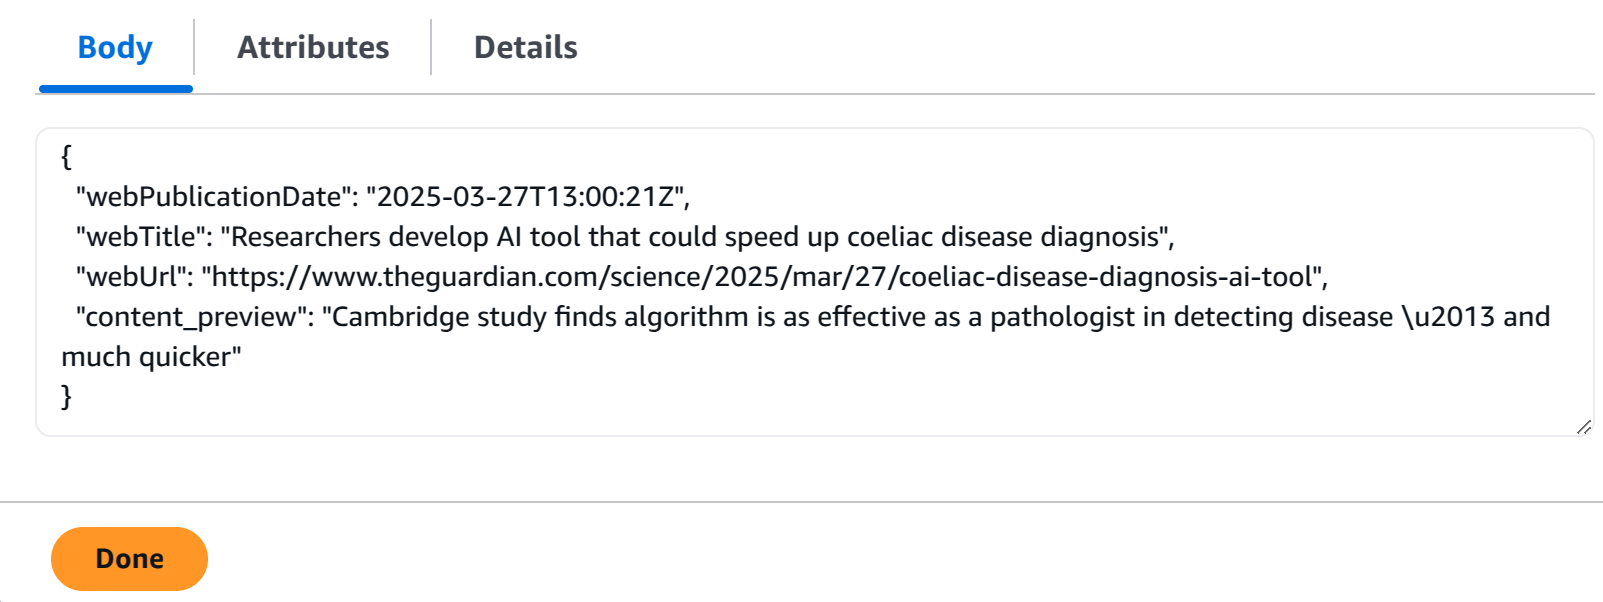 Body Attributes Details
{
"webPublicationDate": "2025-03-27T13:00:21Z",
"webTitle": "Researchers develop AI tool that could speed up coeliac disease diagnosis",
"webUrl": "https://www.theguardian.com/science/2025/mar/27/coeliac-disease-diagnosis-ai-tool",
"content_preview": "Cambridge study finds algorithm is as effective as a pathologist in detecting disease \u2013 and
much quicker"
}
Done